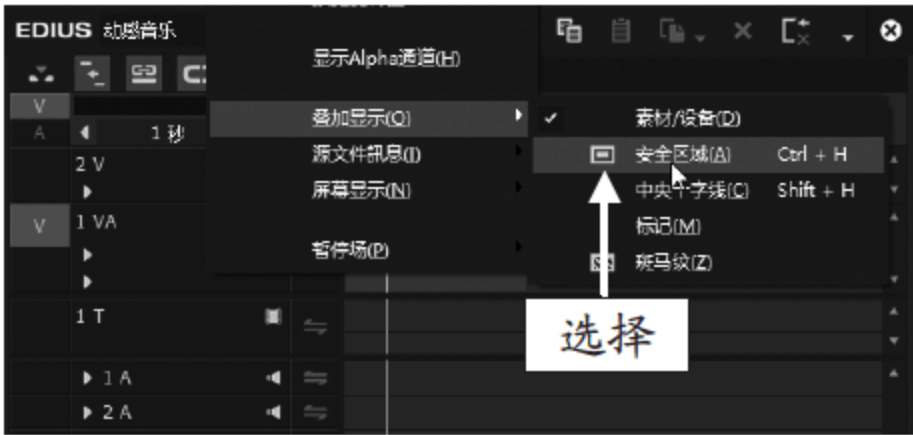 EDIUS 动感音乐
显示Alpha通道(H)
叠加显示(O)
源文件訊息(I)
屏幕显示(N)
暂停场(P)
素材/设备(D)
安全区域(A) Ctrl + H
中央十字线(C) Shift + H
标记(M)
斑马纹(Z)
选择
V
A
1 秒
2 V
V
1 VA
1 T
1 A
2 A